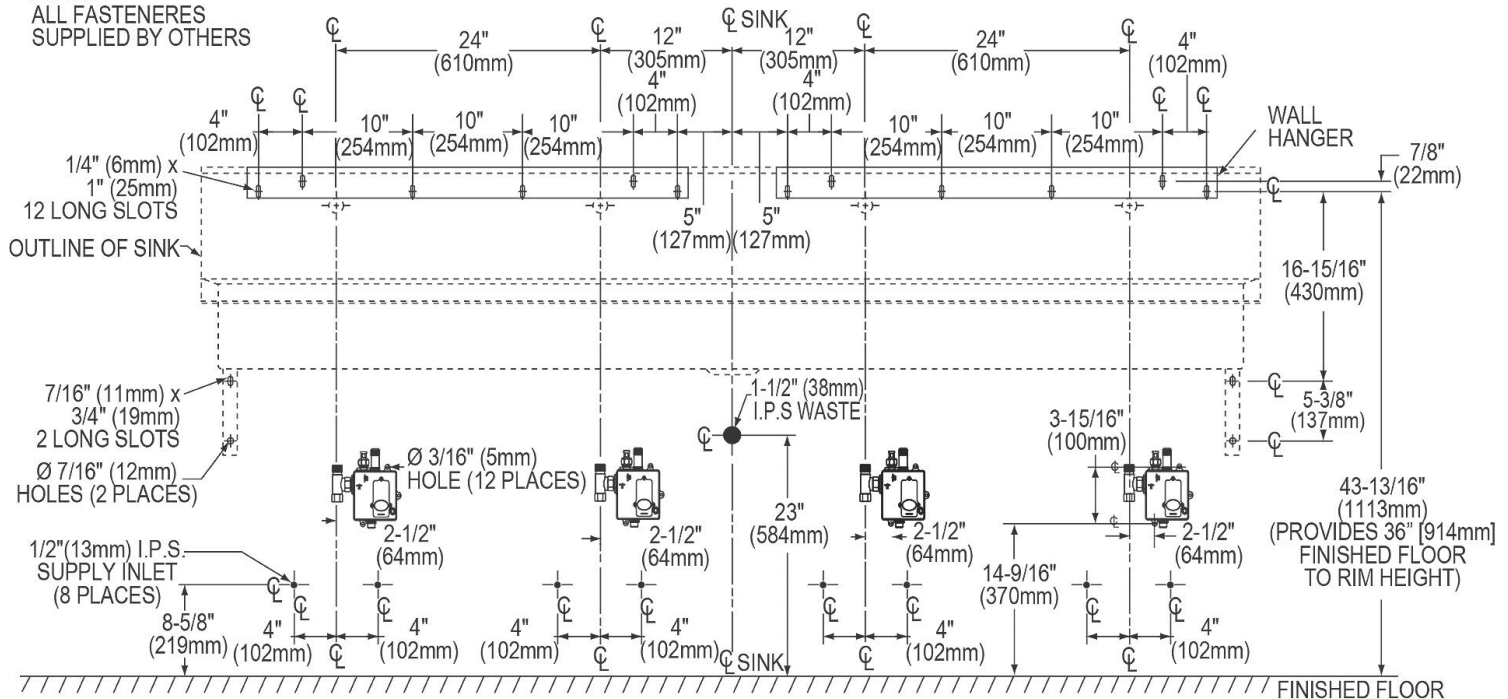 ALL FASTENERES
SUPPLIED BY OTHERS
℄
℄
℄ SINK
℄
℄
24"
(610mm)
12"
(305mm)
12"
(305mm)
24"
(610mm)
4"
(102mm)
4"
(102mm)
4"
(102mm)
4"
(102mm)
℄
℄
℄
℄
10"
(254mm)
10"
(254mm)
10"
(254mm)
10"
(254mm)
10"
(254mm)
10"
(254mm)
WALL
HANGER
7/8"
(22mm)
℄
1/4" (6mm) x
1" (25mm)
12 LONG SLOTS
5"
(127mm)
5"
(127mm)
OUTLINE OF SINK
16-15/16"
(430mm)
7/16" (11mm) x
3/4" (19mm)
2 LONG SLOTS
1-1/2" (38mm)
I.P.S WASTE
℄
℄
5-3/8"
(137mm)
℄
3-15/16"
(100mm)
℄
℄
Ø 7/16" (12mm)
HOLES (2 PLACES)
Ø 3/16" (5mm)
HOLE (12 PLACES)
23"
(584mm)
43-13/16"
(1113mm)
(PROVIDES 36” [914mm]
FINISHED FLOOR
TO RIM HEIGHT)
2-1/2"
(64mm)
2-1/2"
(64mm)
2-1/2"
(64mm)
2-1/2"
(64mm)
1/2"(13mm) I.P.S.
SUPPLY INLET
(8 PLACES)
14-9/16"
(370mm)
℄
℄
℄
℄
℄
℄
℄
℄
℄
8-5/8"
(219mm)
4"
(102mm)
4"
(102mm)
4"
(102mm)
4"
(102mm)
4"
(102mm)
4"
(102mm)
℄
℄
℄ SINK
℄
℄
FINISHED FLOOR